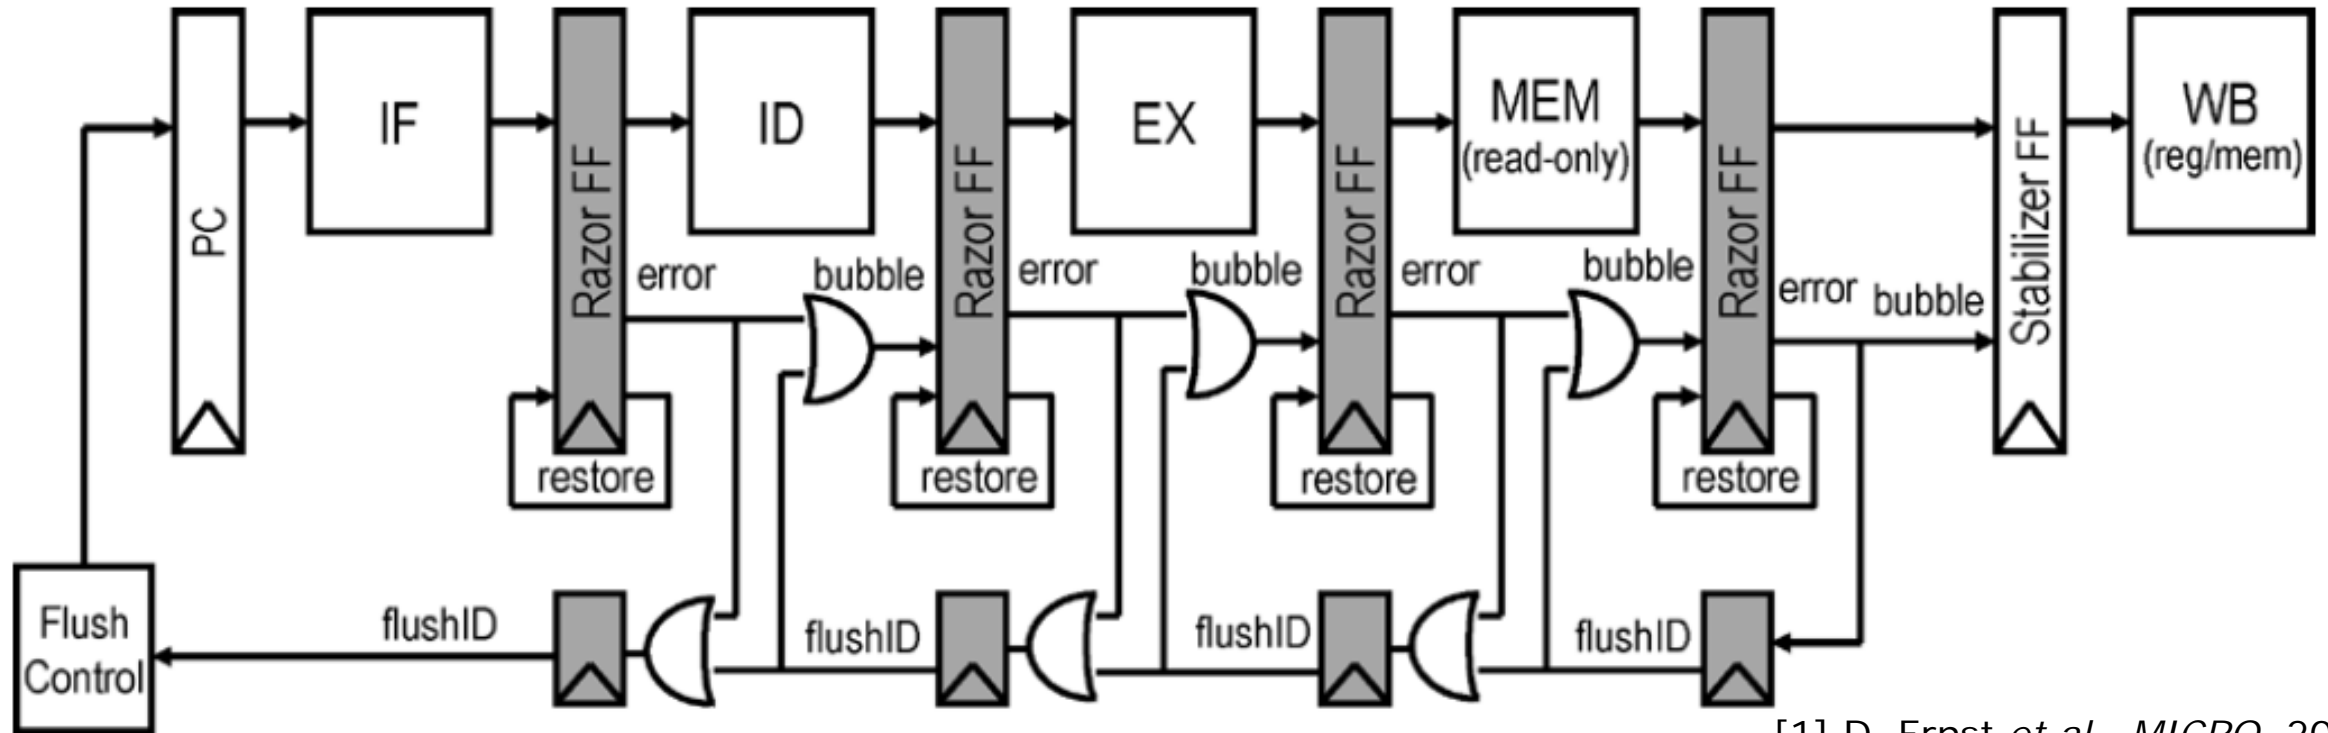 PC
IF
Razor FF
ID
Razor FF
EX
Razor FF
MEM
(read-only)
Razor FF
Stabilizer FF
WB
(reg/mem)
error
bubble
error
bubble
error
bubble
error
bubble
restore
restore
restore
restore
Flush
Control
flushID
flushID
flushID
flushID
[1] D. Ernst et al., MICRO, 20